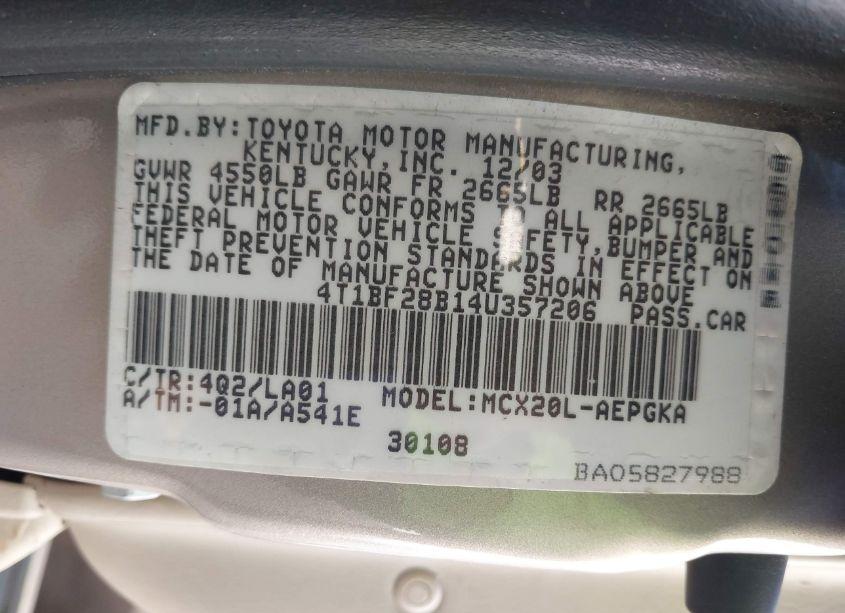 MFD.BY:TOYOTA MOTOR MANUFACTURING,
KENTUCKY,INC. 12/03
GVWR 4550LB GAWR FR 2665LB RR 2665LB
THIS VEHICLE CONFORMS TO ALL APPLICABLE
FEDERAL MOTOR VEHICLE SAFETY,BUMPER AND
THEFT PREVENTION STANDARDS IN EFFECT ON
THE DATE OF MANUFACTURE SHOWN ABOVE
4T1BF28B14U357206 PASS.CAR
C/TR:4Q2/LA01 MODEL:MCX20L-AEPGKA
A/TM:-01A/A541E
30108
BA05827988